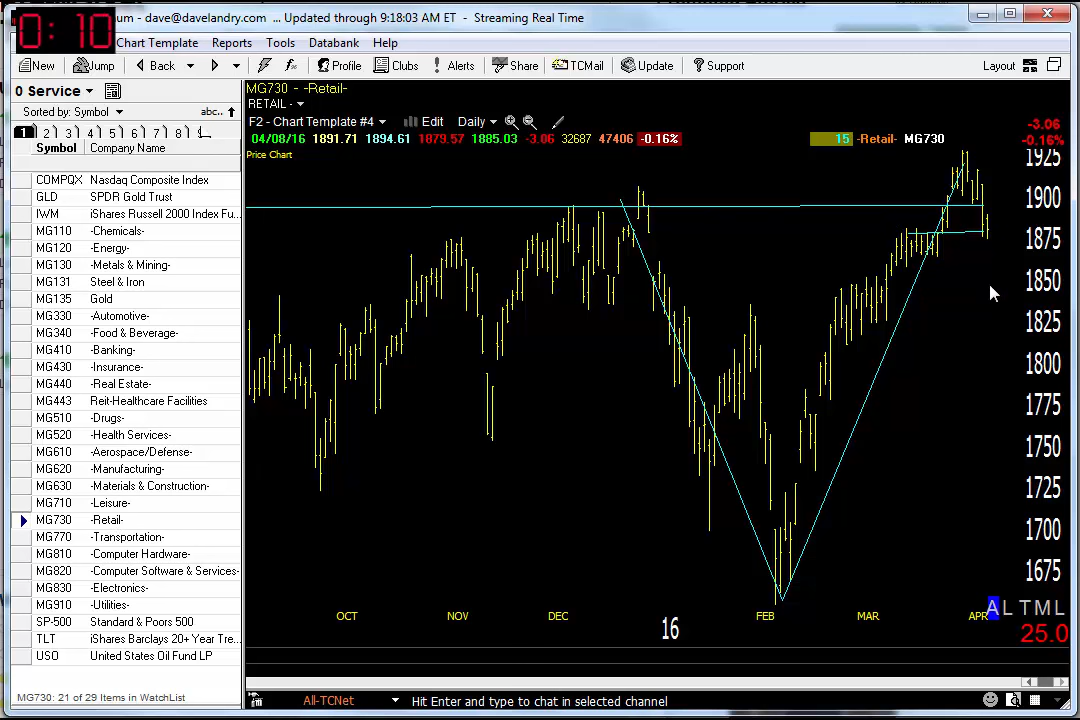 um - dave@davelandry.com ... Updated through 9:18:03 AM ET - Streaming Real Time
0:10
Chart Template Reports Tools Database Help
New Jump Back Profile Clubs Alerts Share TCMail Update Support Layout
0 Service
Sorted by: Symbol abc..
1 2 3 4 5 6 7 8
Symbol Company Name
COMPQX Nasdaq Composite Index
GLD SPDR Gold Trust
IWM iShares Russell 2000 Index Fu...
MG110 -Chemicals-
MG120 -Energy-
MG130 -Metals & Mining-
MG131 Steel & Iron
MG135 Gold
MG330 -Automotive-
MG340 -Food & Beverage-
MG410 -Banking-
MG430 -Insurance-
MG440 -Real Estate-
MG443 Reit-Healthcare Facilities
MG510 -Drugs-
MG520 -Health Services-
MG610 -Aerospace/Defense-
MG620 -Manufacturing-
MG630 -Materials & Construction-
MG710 -Leisure-
MG730 -Retail-
MG770 -Transportation-
MG810 -Computer Hardware-
MG820 -Computer Software & Services-
MG830 -Electronics-
MG910 -Utilities-
SP-500 Standard & Poors 500
TLT iShares Barclays 20+ Year Tre...
USO United States Oil Fund LP
MG730: 21 of 29 Items in WatchList
MG730 - -Retail-
RETAIL -
F2 - Chart Template #4 Edit Daily
04/08/16 1891.71 1894.61 1879.57 1885.03 -3.06 32687 47406 -0.16% 15 -Retail- MG730
Price Chart
-3.06
-0.16%
1925
1900
1875
1850
1825
1800
1775
1750
1725
1700
1675
OCT NOV DEC 16 FEB MAR APR
A L T M L
25.0
All-TCNet Hit Enter and type to chat in selected channel